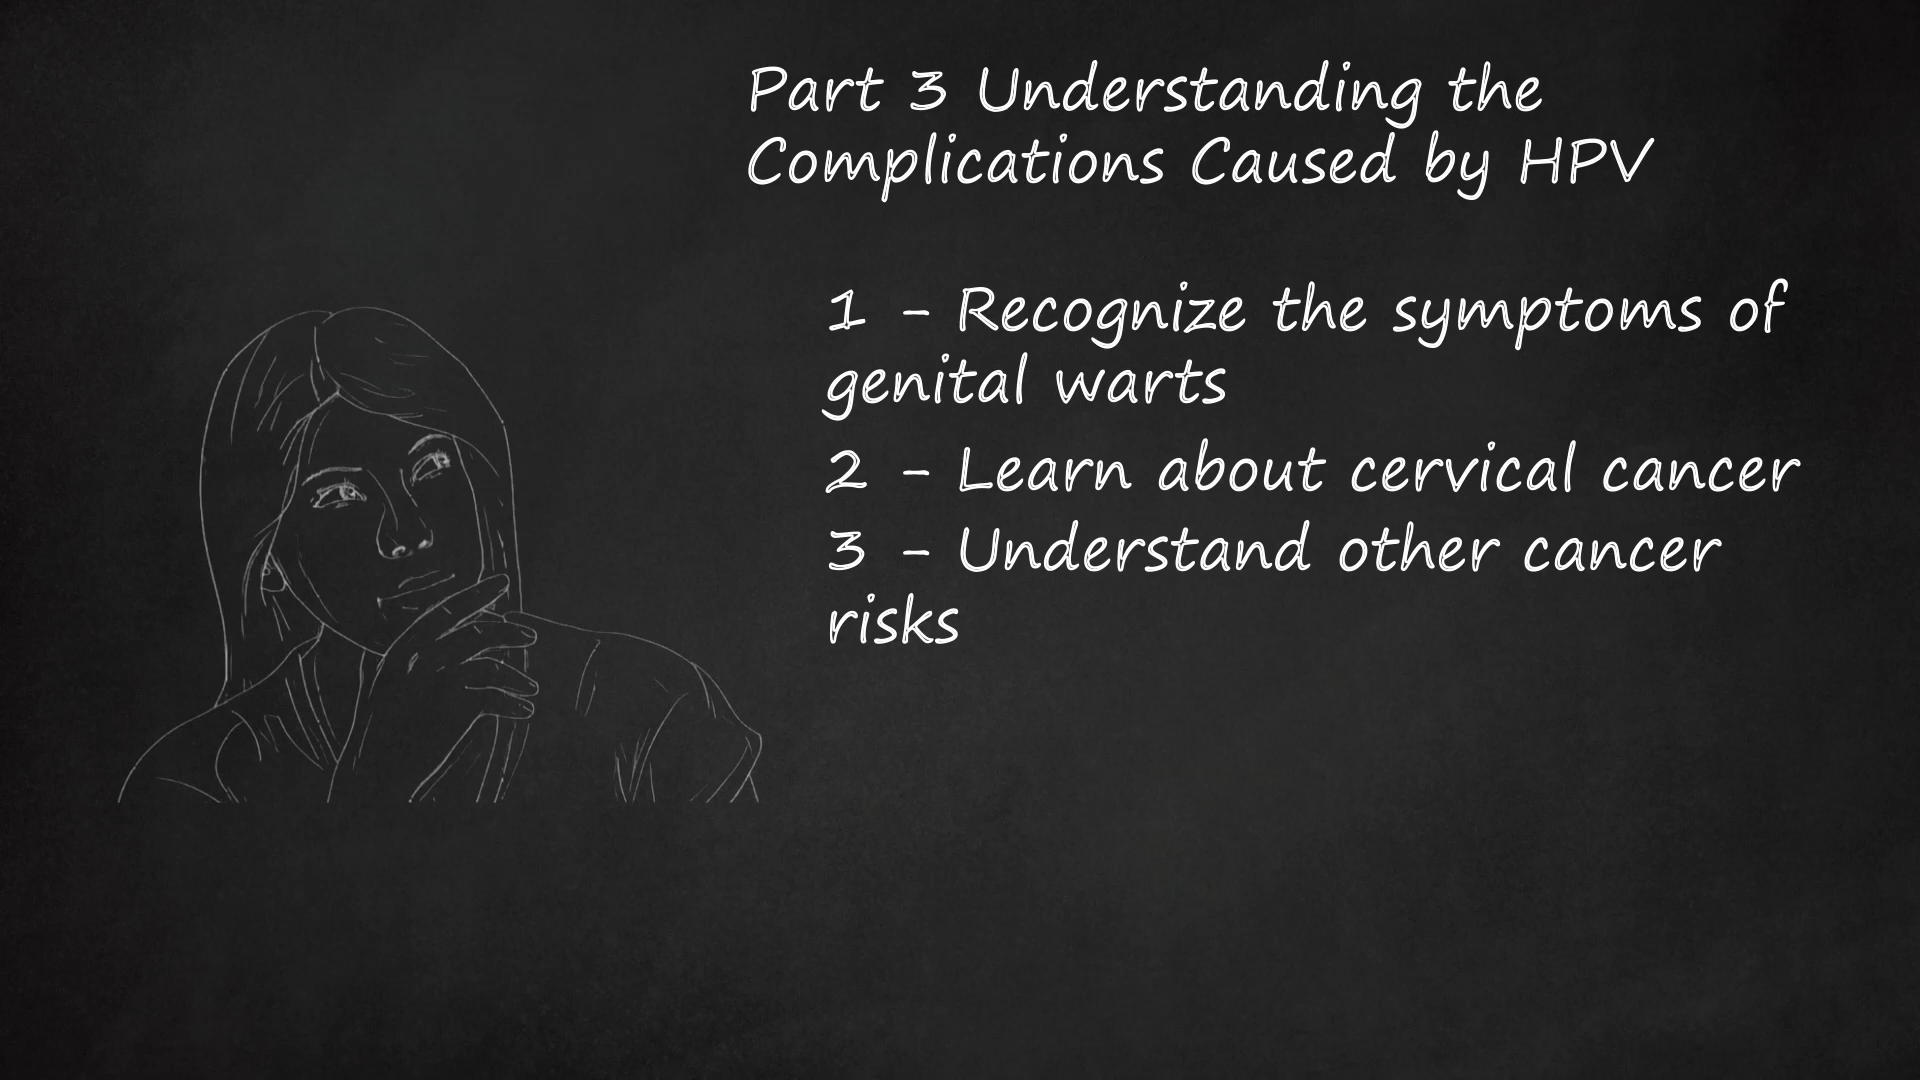 Part 3 Understanding the
Complications Caused by HPV
1 - Recognize the symptoms of
genital warts
2 - Learn about cervical cancer
3 - Understand other cancer
risks